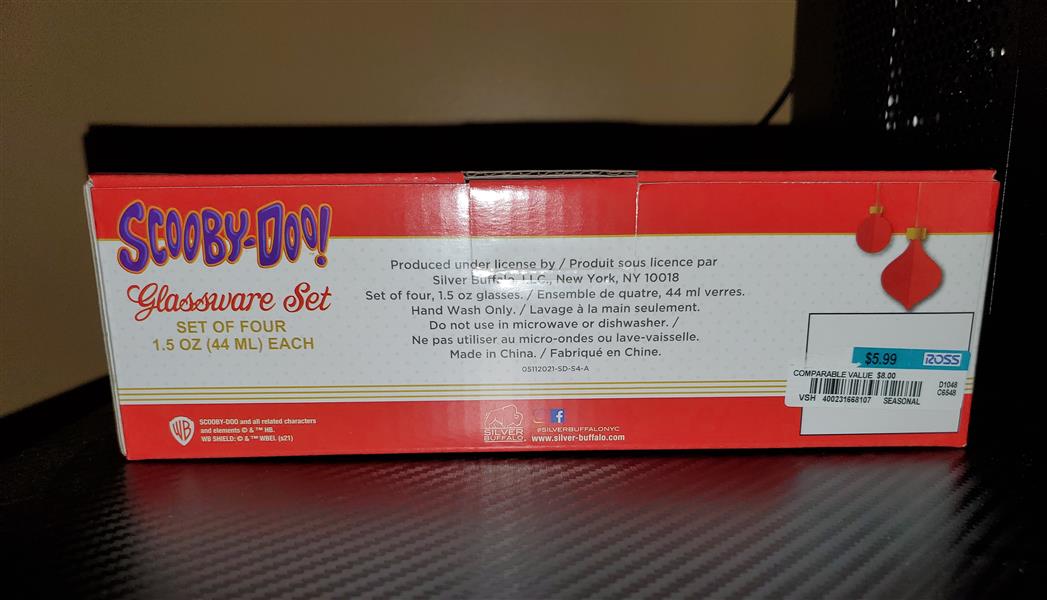 SCOOBY-DOO!
Glassware Set
SET OF FOUR
1.5 OZ (44 ML) EACH
Produced under license by / Produit sous licence par
Silver Buffalo, LLC., New York, NY 10018
Set of four, 1.5 oz glasses. / Ensemble de quatre, 44 ml verres.
Hand Wash Only. / Lavage à la main seulement.
Do not use in microwave or dishwasher. /
Ne pas utiliser au micro-ondes ou lave-vaisselle.
Made in China. / Fabriqué en Chine.
05112021-SD-S4-A
$5.99 ROSS
COMPARABLE VALUE $8.00
D1048
C6548
VSH 400231668107 SEASONAL
WB
SCOOBY-DOO and all related characters
and elements © & ™ HB.
WB SHIELD: © & ™ WBEI. (s21)
SILVER
BUFFALO
f
#SILVERBUFFALONYC
www.silver-buffalo.com